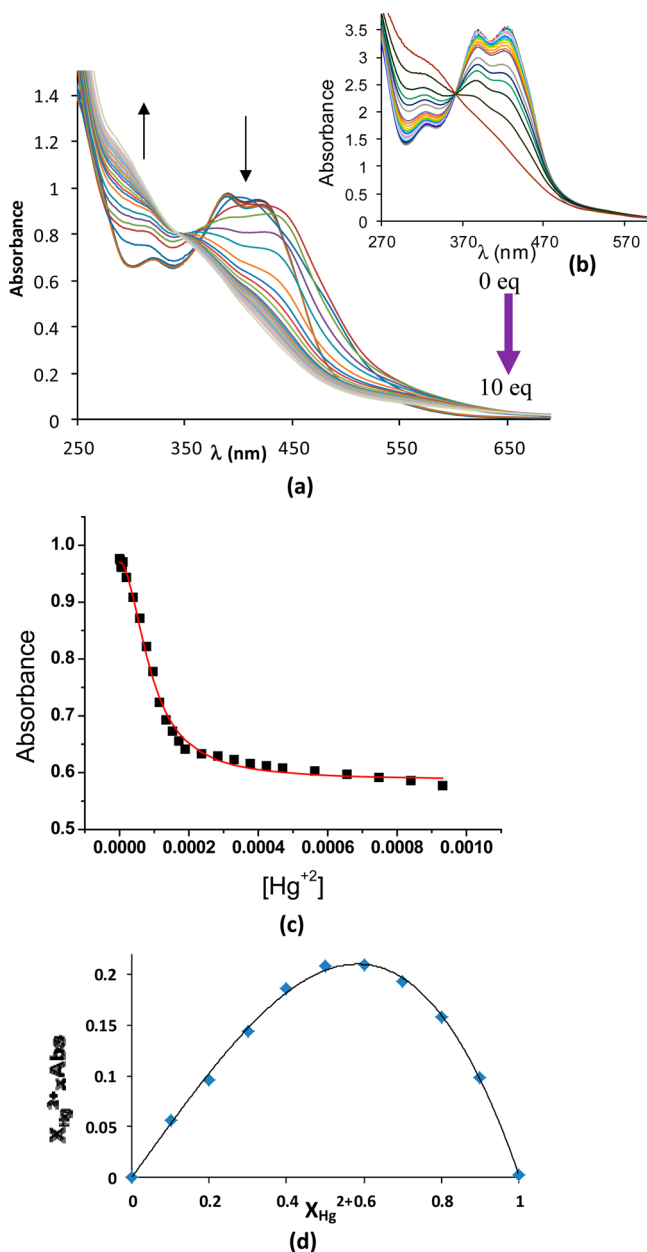 1.4
1.2
1
0.8
0.6
0.4
0.2
0
Absorbance
250
350
450
550
650
λ (nm)
(a)
3.5
3
2.5
2
1.5
1
0.5
0
Absorbance
270
370
470
570
λ (nm)
(b)
0 eq
10 eq
1.0
0.9
0.8
0.7
0.6
0.5
Absorbance
0.0000 0.0002 0.0004 0.0006 0.0008 0.0010
[Hg+2]
(c)
0.2
0.15
0.1
0.05
0
XHg2+xAbs
0 0.2 0.4 0.6 0.8 1
XHg2+
(d)